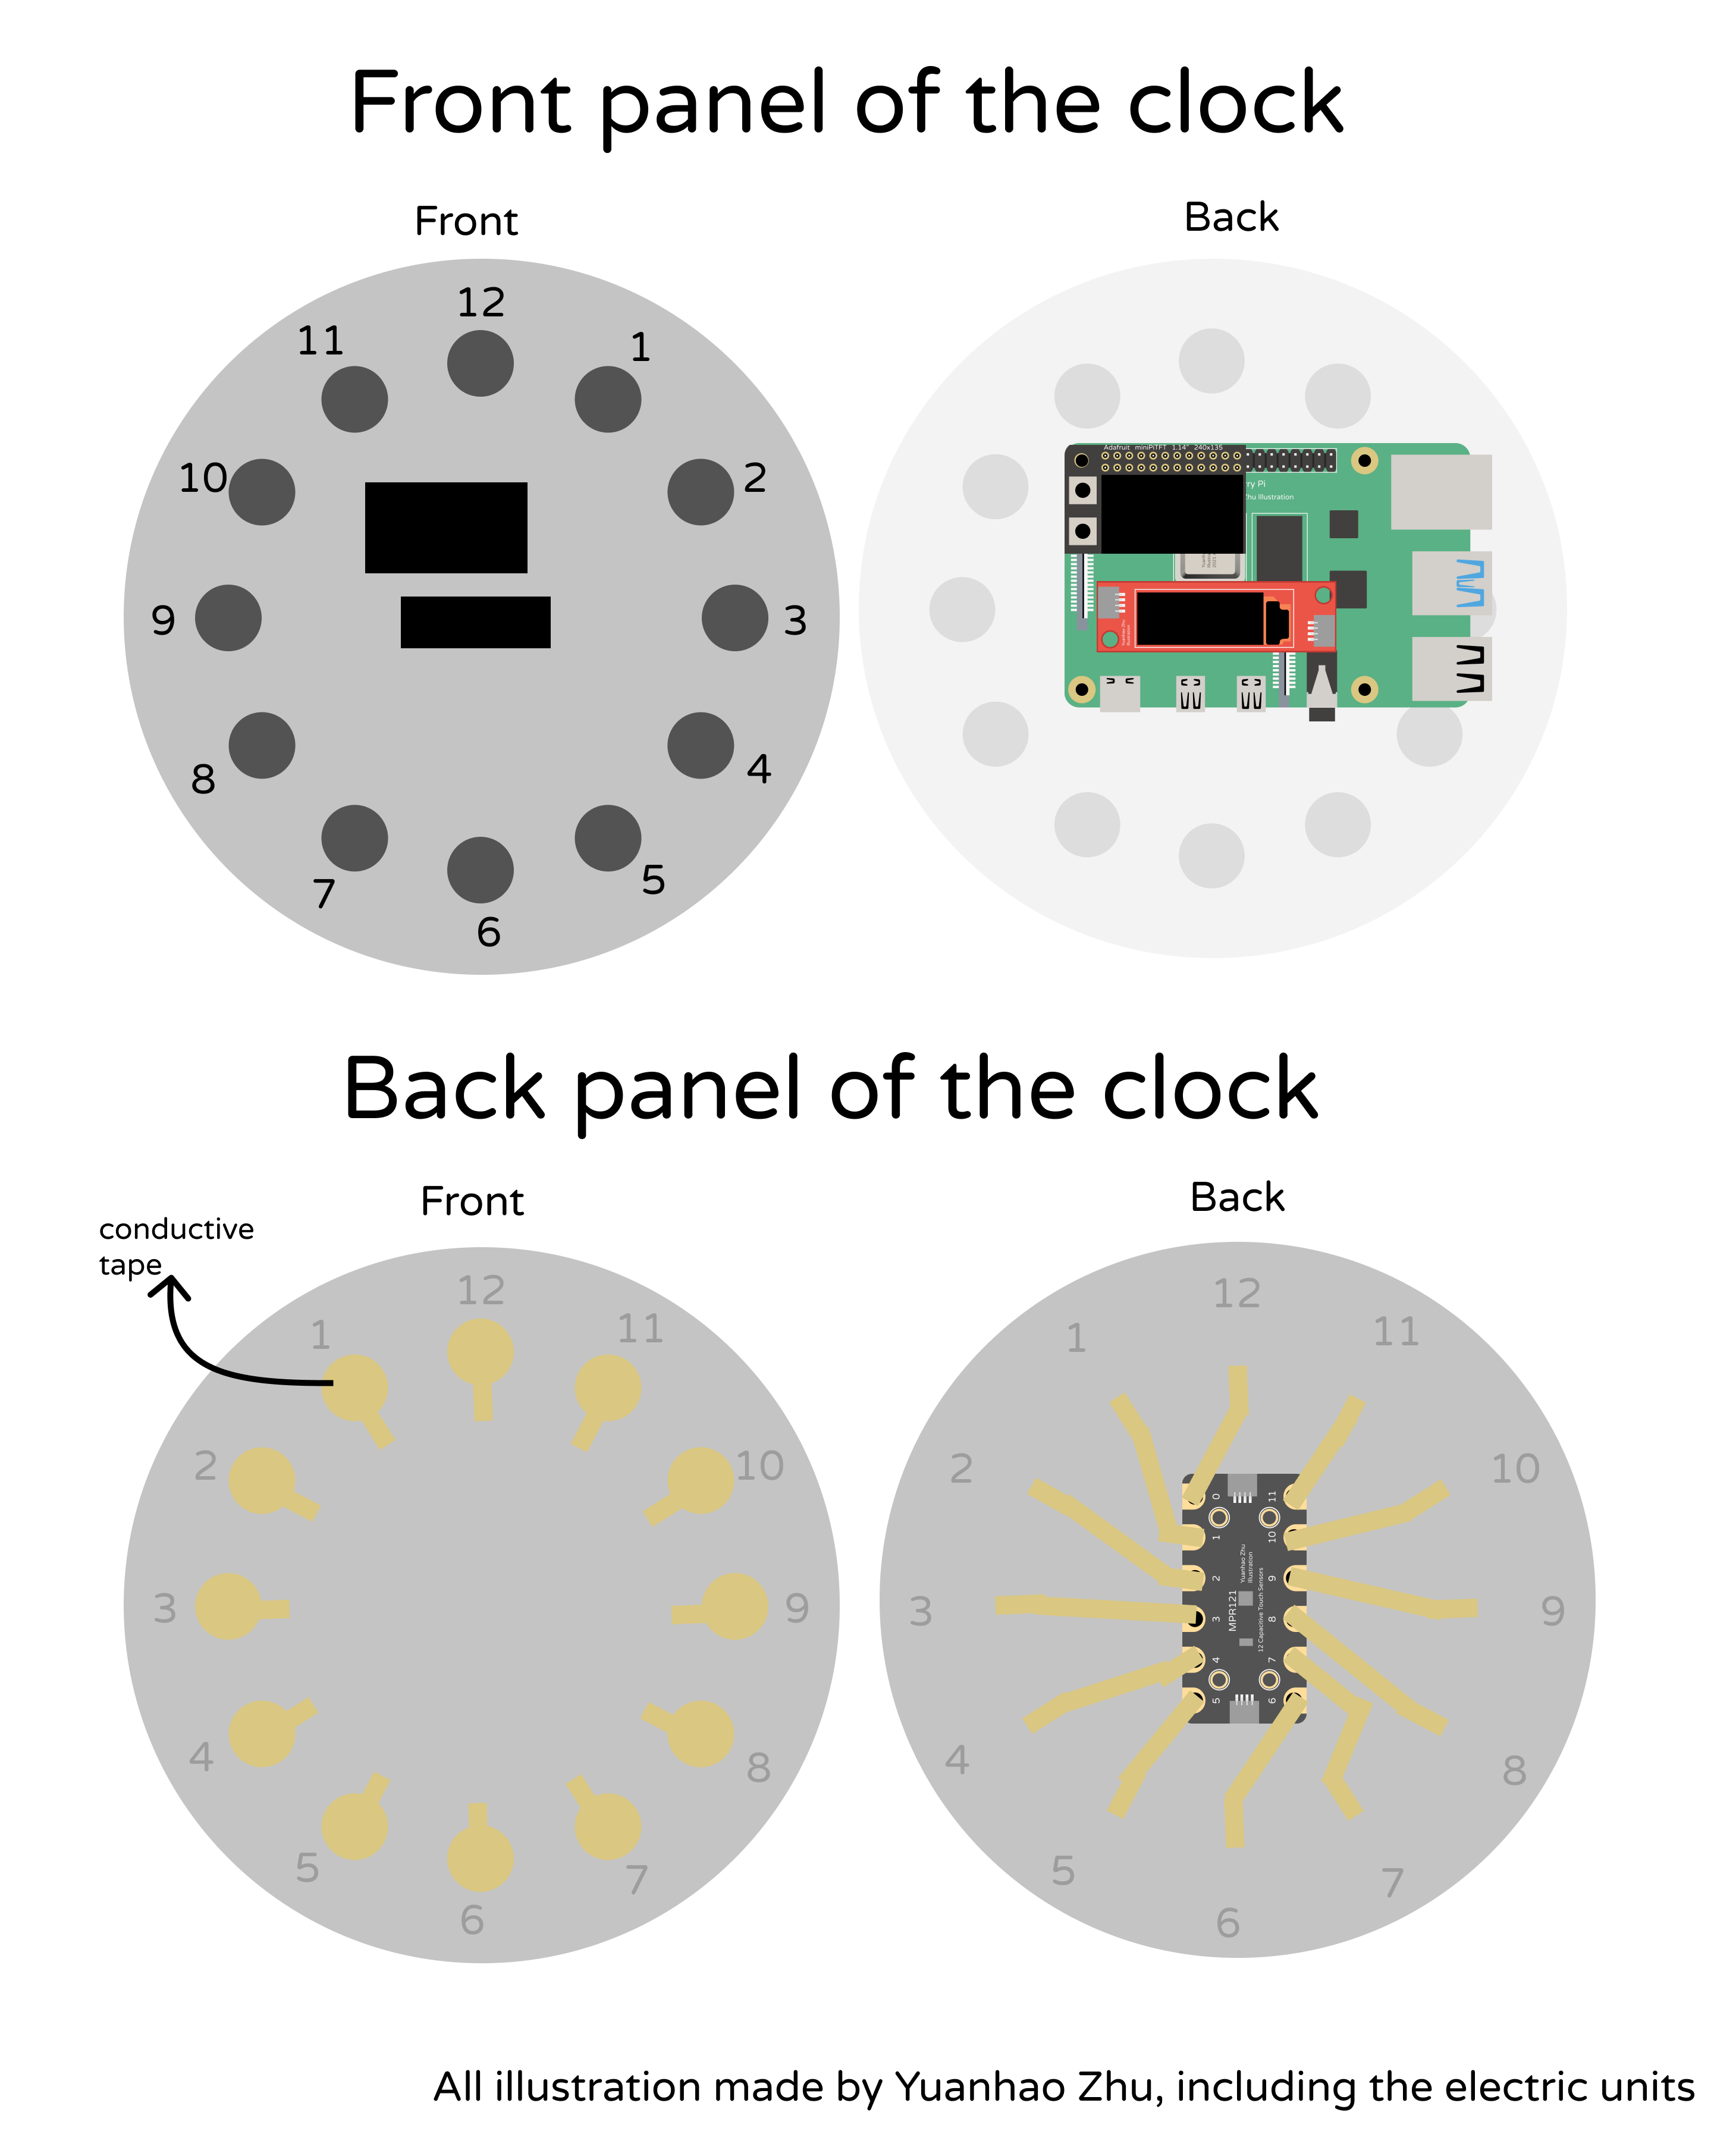 Front panel of the clock
Front
Back
12
11
1
10
2
9
3
8
4
7
5
6
Adafruit miniPiTFT 1.14" 240x135
ry Pi
Zhu Illustration
Yuanhao Zhu
Illustration
Back panel of the clock
Front
Back
conductive
tape
12
1
11
2
10
3
9
4
8
5
7
6
12
1
11
2
10
3
9
4
8
5
7
6
0
1
2
3
4
5
11
10
9
8
7
6
Yuanhao Zhu
Illustration
MPR121
12 Capacitive Touch Sensors
All illustration made by Yuanhao Zhu, including the electric units